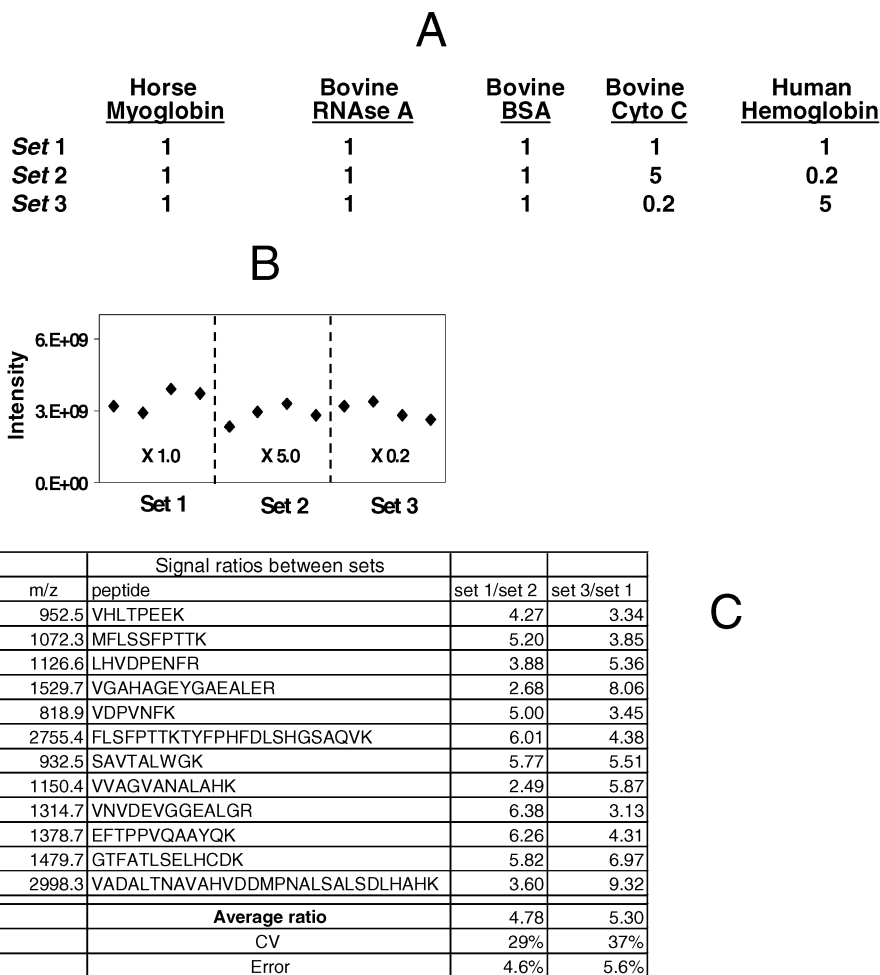 A
Horse Bovine Bovine Bovine Human
Myoglobin RNAse A BSA Cyto C Hemoglobin
Set 1 1 1 1 1 1
Set 2 1 1 1 5 0.2
Set 3 1 1 1 0.2 5
B
6.E+09
3.E+09
0.E+00
Intensity
X 1.0 X 5.0 X 0.2
Set 1 Set 2 Set 3
C
Signal ratios between sets
m/z peptide set 1/set 2 set 3/set 1
952.5 VHLTPEEK 4.27 3.34
1072.3 MFLSSFPTTK 5.20 3.85
1126.6 LHVDPENFR 3.88 5.36
1529.7 VGAHAGEYGAEALER 2.68 8.06
818.9 VDPVNFK 5.00 3.45
2755.4 FLSFPTTKTYFPHFDLSHGSAQVK 6.01 4.38
932.5 SAVTALWGK 5.77 5.51
1150.4 VVAGVANALAHK 2.49 5.87
1314.7 VNVDEVGGEALGR 6.38 3.13
1378.7 EFTPPVQAAYQK 6.26 4.31
1479.7 GTFATLSELHCDK 5.82 6.97
2998.3 VADALTNAVAHVDDMPNALSALSDLHAHK 3.60 9.32
Average ratio 4.78 5.30
CV 29% 37%
Error 4.6% 5.6%